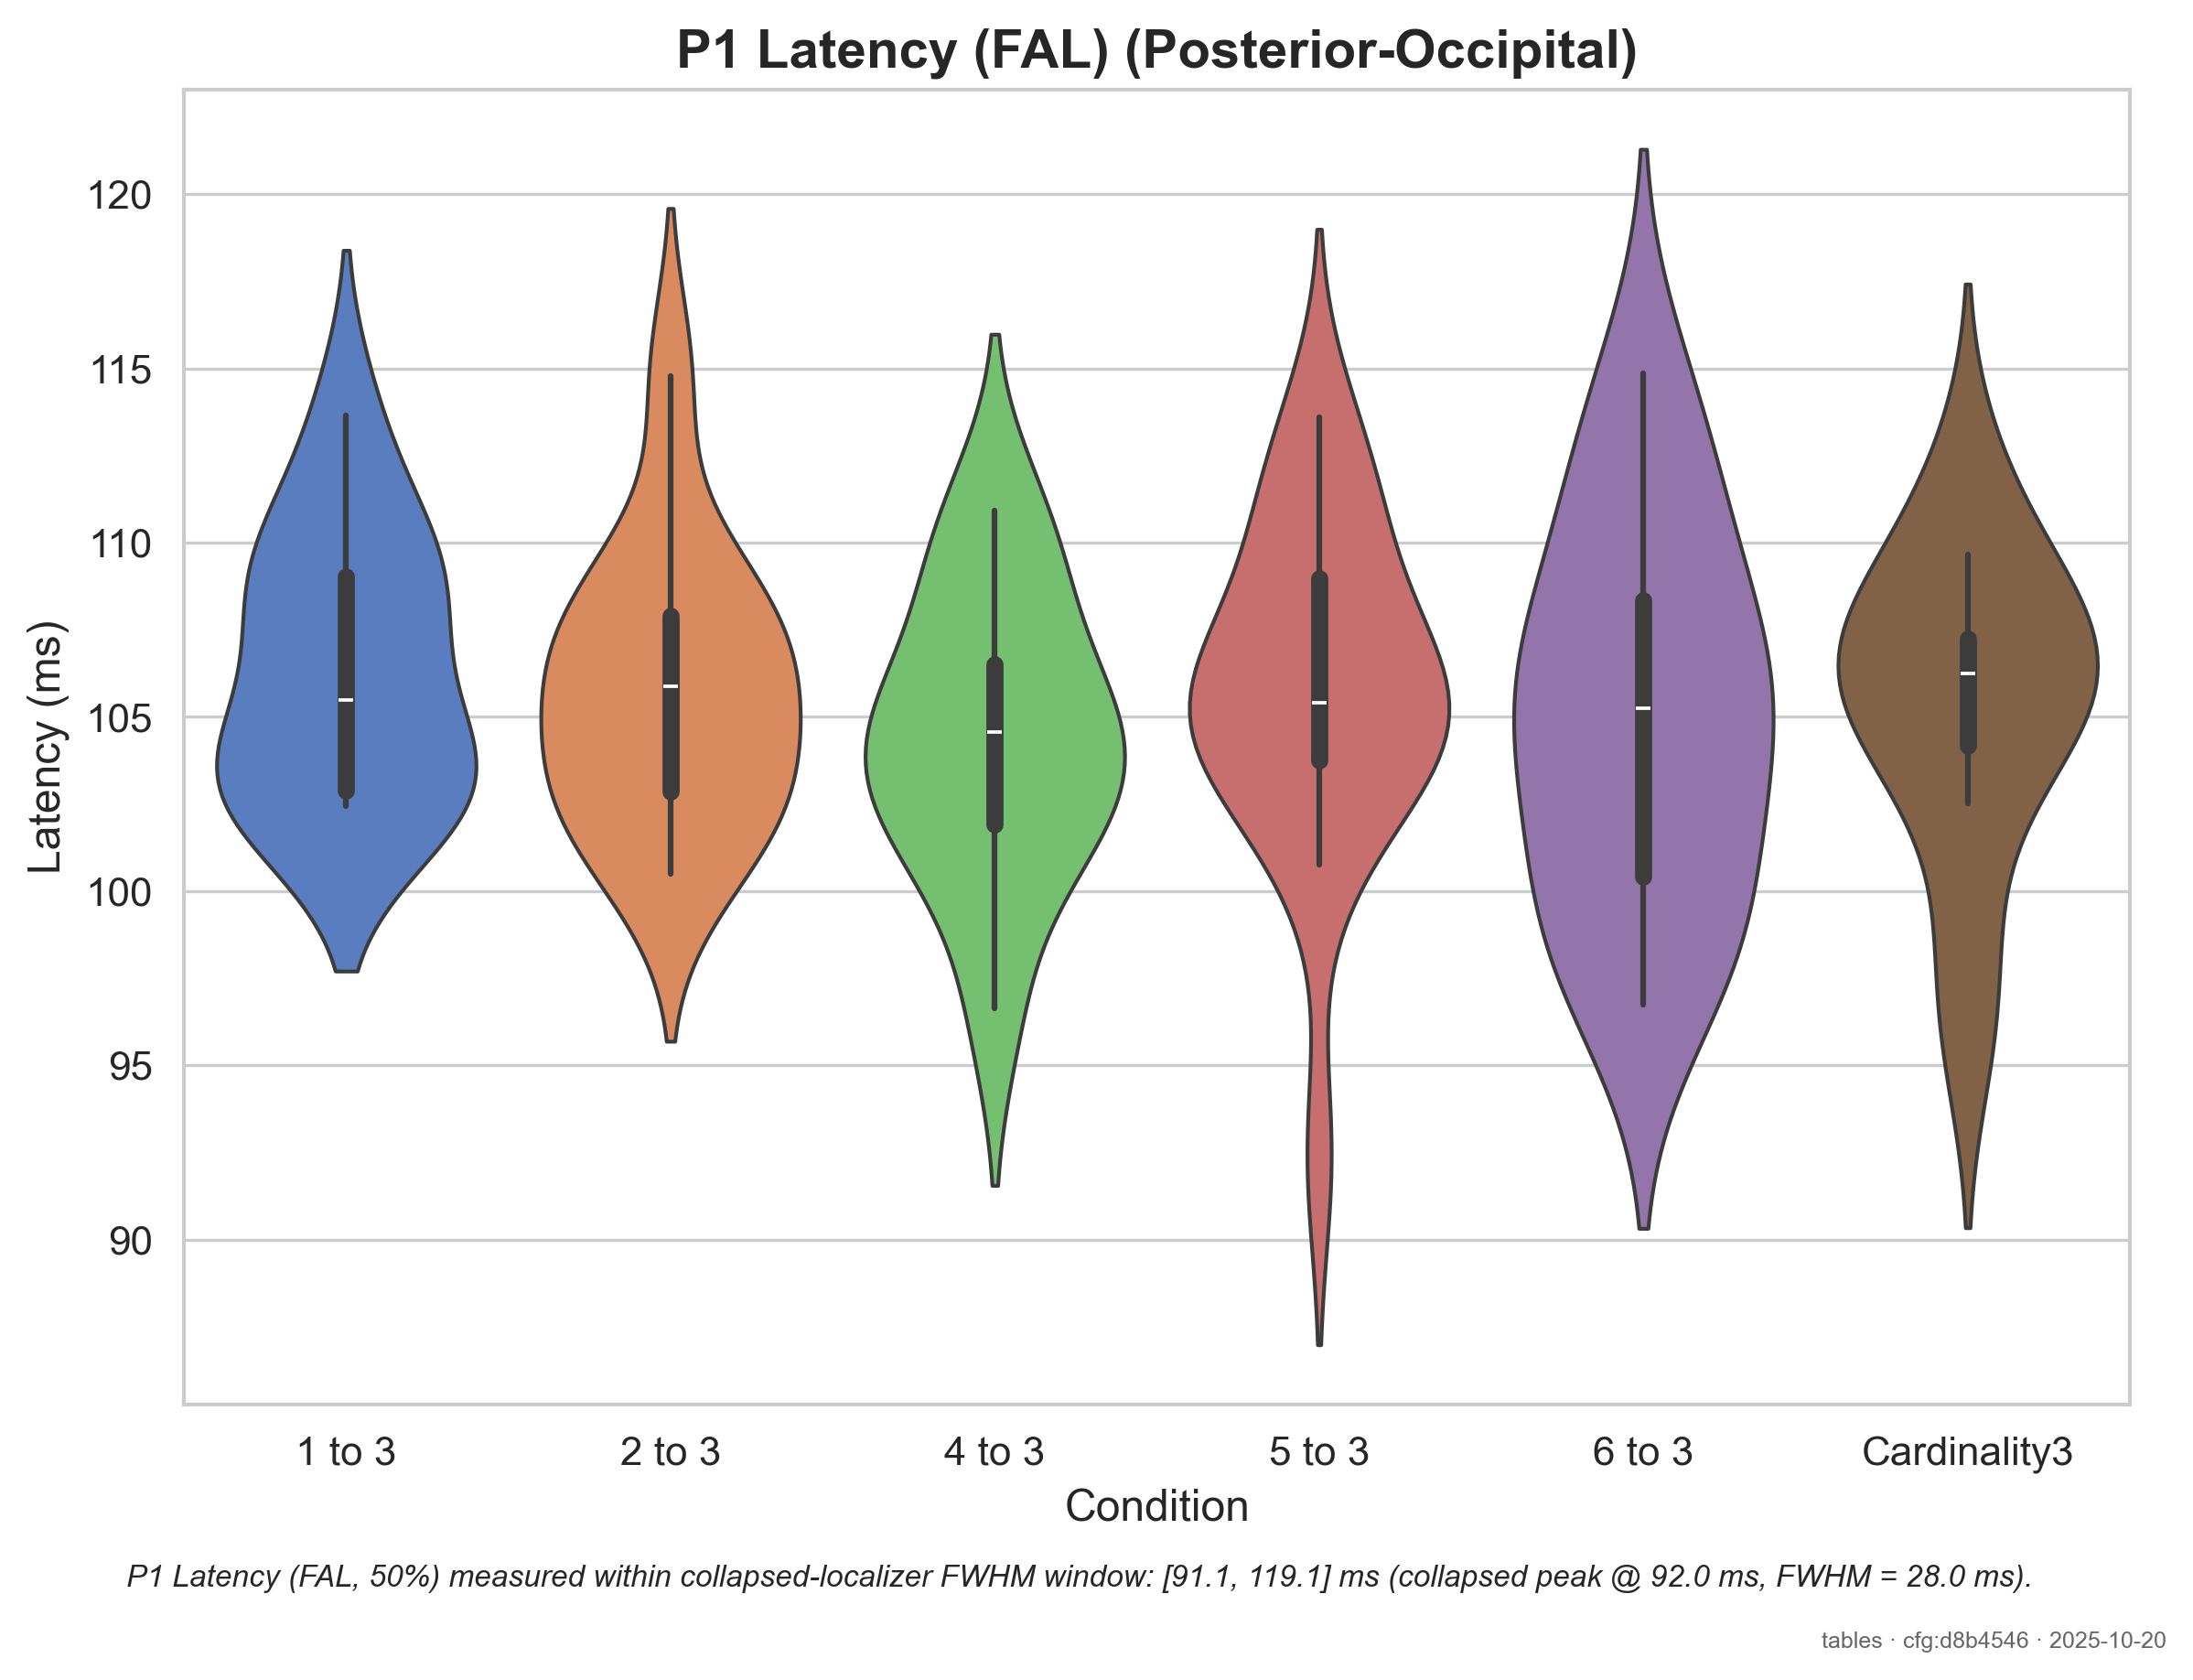 P1 Latency (FAL) (Posterior-Occipital)
Latency (ms)
120
115
110
105
100
95
90
1 to 3
2 to 3
4 to 3
5 to 3
6 to 3
Cardinality3
Condition
P1 Latency (FAL, 50%) measured within collapsed-localizer FWHM window: [91.1, 119.1] ms (collapsed peak @ 92.0 ms, FWHM = 28.0 ms).
tables · cfg:d8b4546 · 2025-10-20